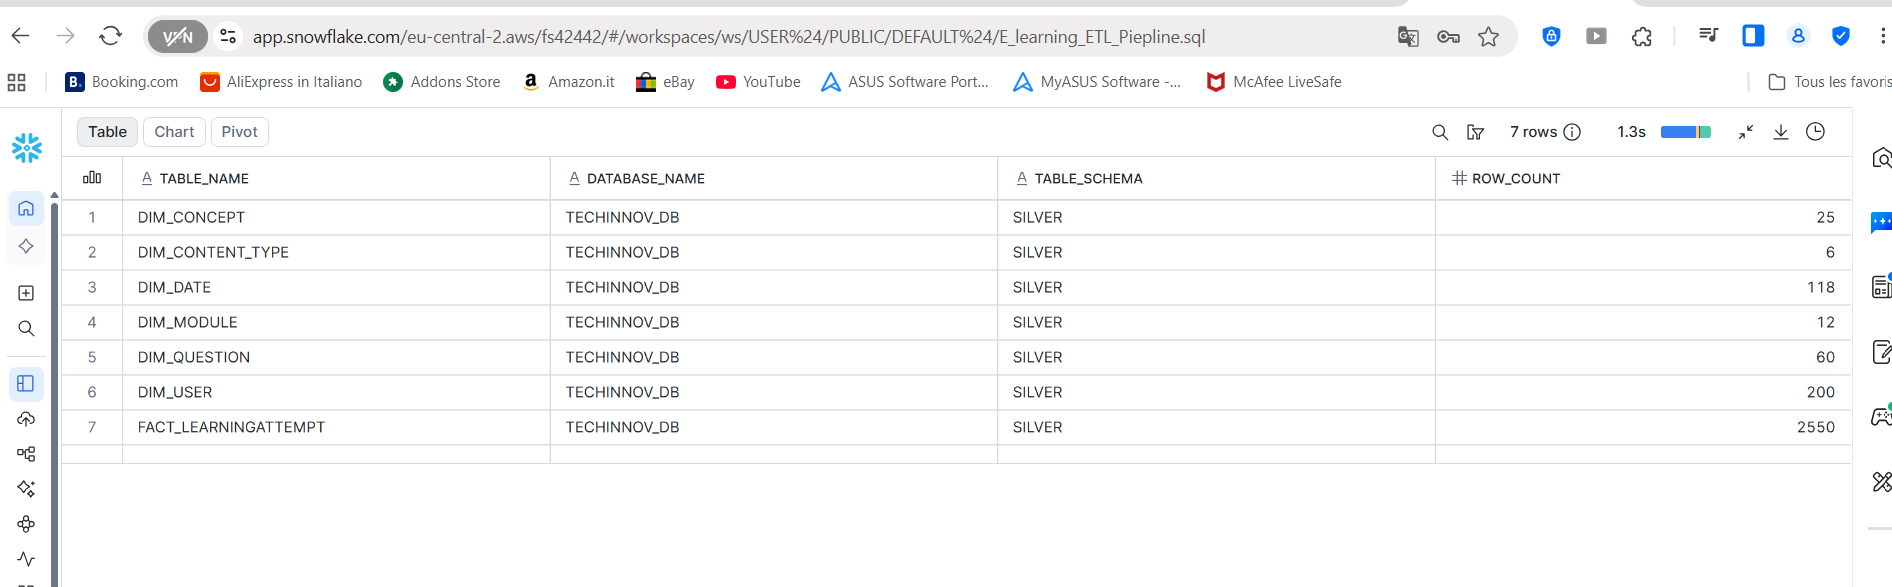 VPN app.snowflake.com/eu-central-2.aws/fs42442/#/workspaces/ws/USER%24/PUBLIC/DEFAULT%24/E_learning_ETL_Piepline.sql
B. Booking.com AliExpress in Italiano Addons Store a Amazon.it eBay YouTube ASUS Software Port... MyASUS Software -... McAfee LiveSafe Tous les favoris
Table Chart Pivot 7 rows 1.3s
A TABLE_NAME A DATABASE_NAME A TABLE_SCHEMA # ROW_COUNT
1 DIM_CONCEPT TECHINNOV_DB SILVER 25
2 DIM_CONTENT_TYPE TECHINNOV_DB SILVER 6
3 DIM_DATE TECHINNOV_DB SILVER 118
4 DIM_MODULE TECHINNOV_DB SILVER 12
5 DIM_QUESTION TECHINNOV_DB SILVER 60
6 DIM_USER TECHINNOV_DB SILVER 200
7 FACT_LEARNINGATTEMPT TECHINNOV_DB SILVER 2550